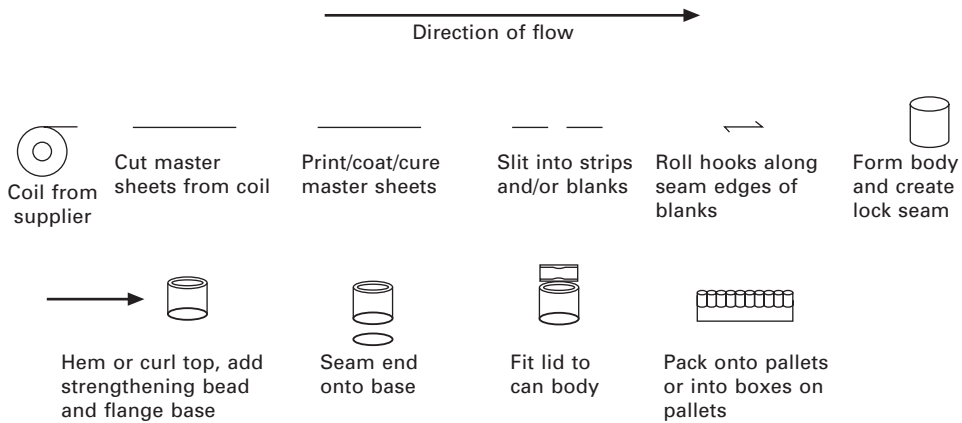 Direction of flow
Coil from
supplier
Cut master
sheets from coil
Print/coat/cure
master sheets
Slit into strips
and/or blanks
Roll hooks along
seam edges of
blanks
Form body
and create
lock seam
Hem or curl top, add
strengthening bead
and flange base
Seam end
onto base
Fit lid to
can body
Pack onto pallets
or into boxes on
pallets